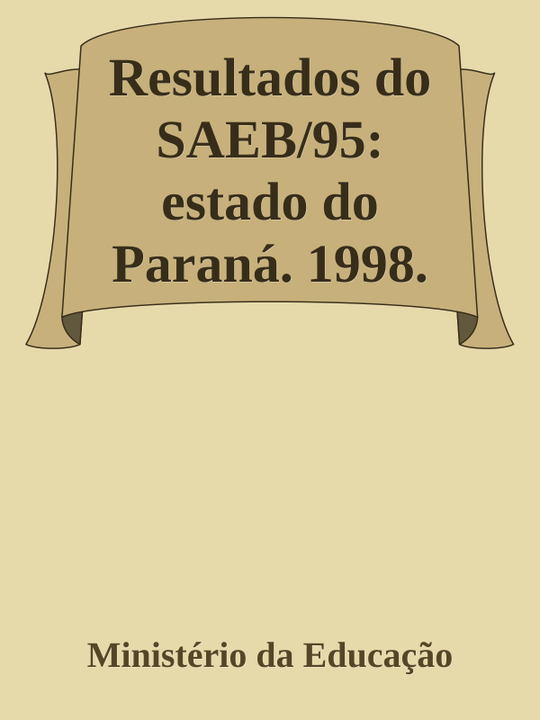 Resultados do
SAEB/95:
estado do
Paraná. 1998.
Ministério da Educação